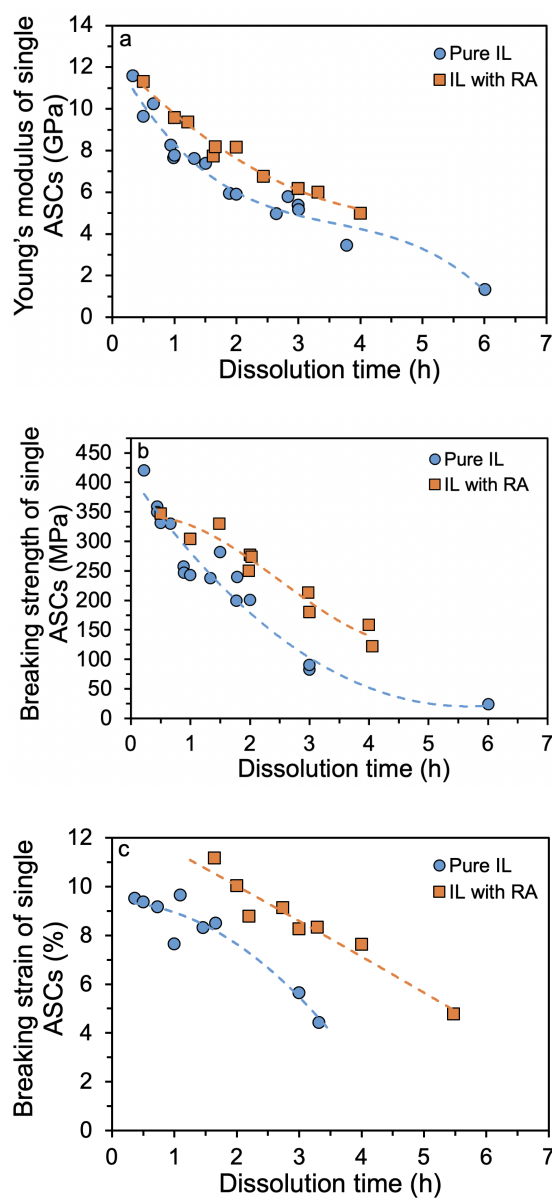 a
Pure IL
IL with RA
Young's modulus of single
ASCs (GPa)
14
12
10
8
6
4
2
0
0 1 2 3 4 5 6 7
Dissolution time (h)
b
Pure IL
IL with RA
Breaking strength of single
ASCs (MPa)
450
400
350
300
250
200
150
100
50
0
0 1 2 3 4 5 6 7
Dissolution time (h)
c
Pure IL
IL with RA
Breaking strain of single
ASCs (%)
12
10
8
6
4
2
0
0 1 2 3 4 5 6 7
Dissolution time (h)